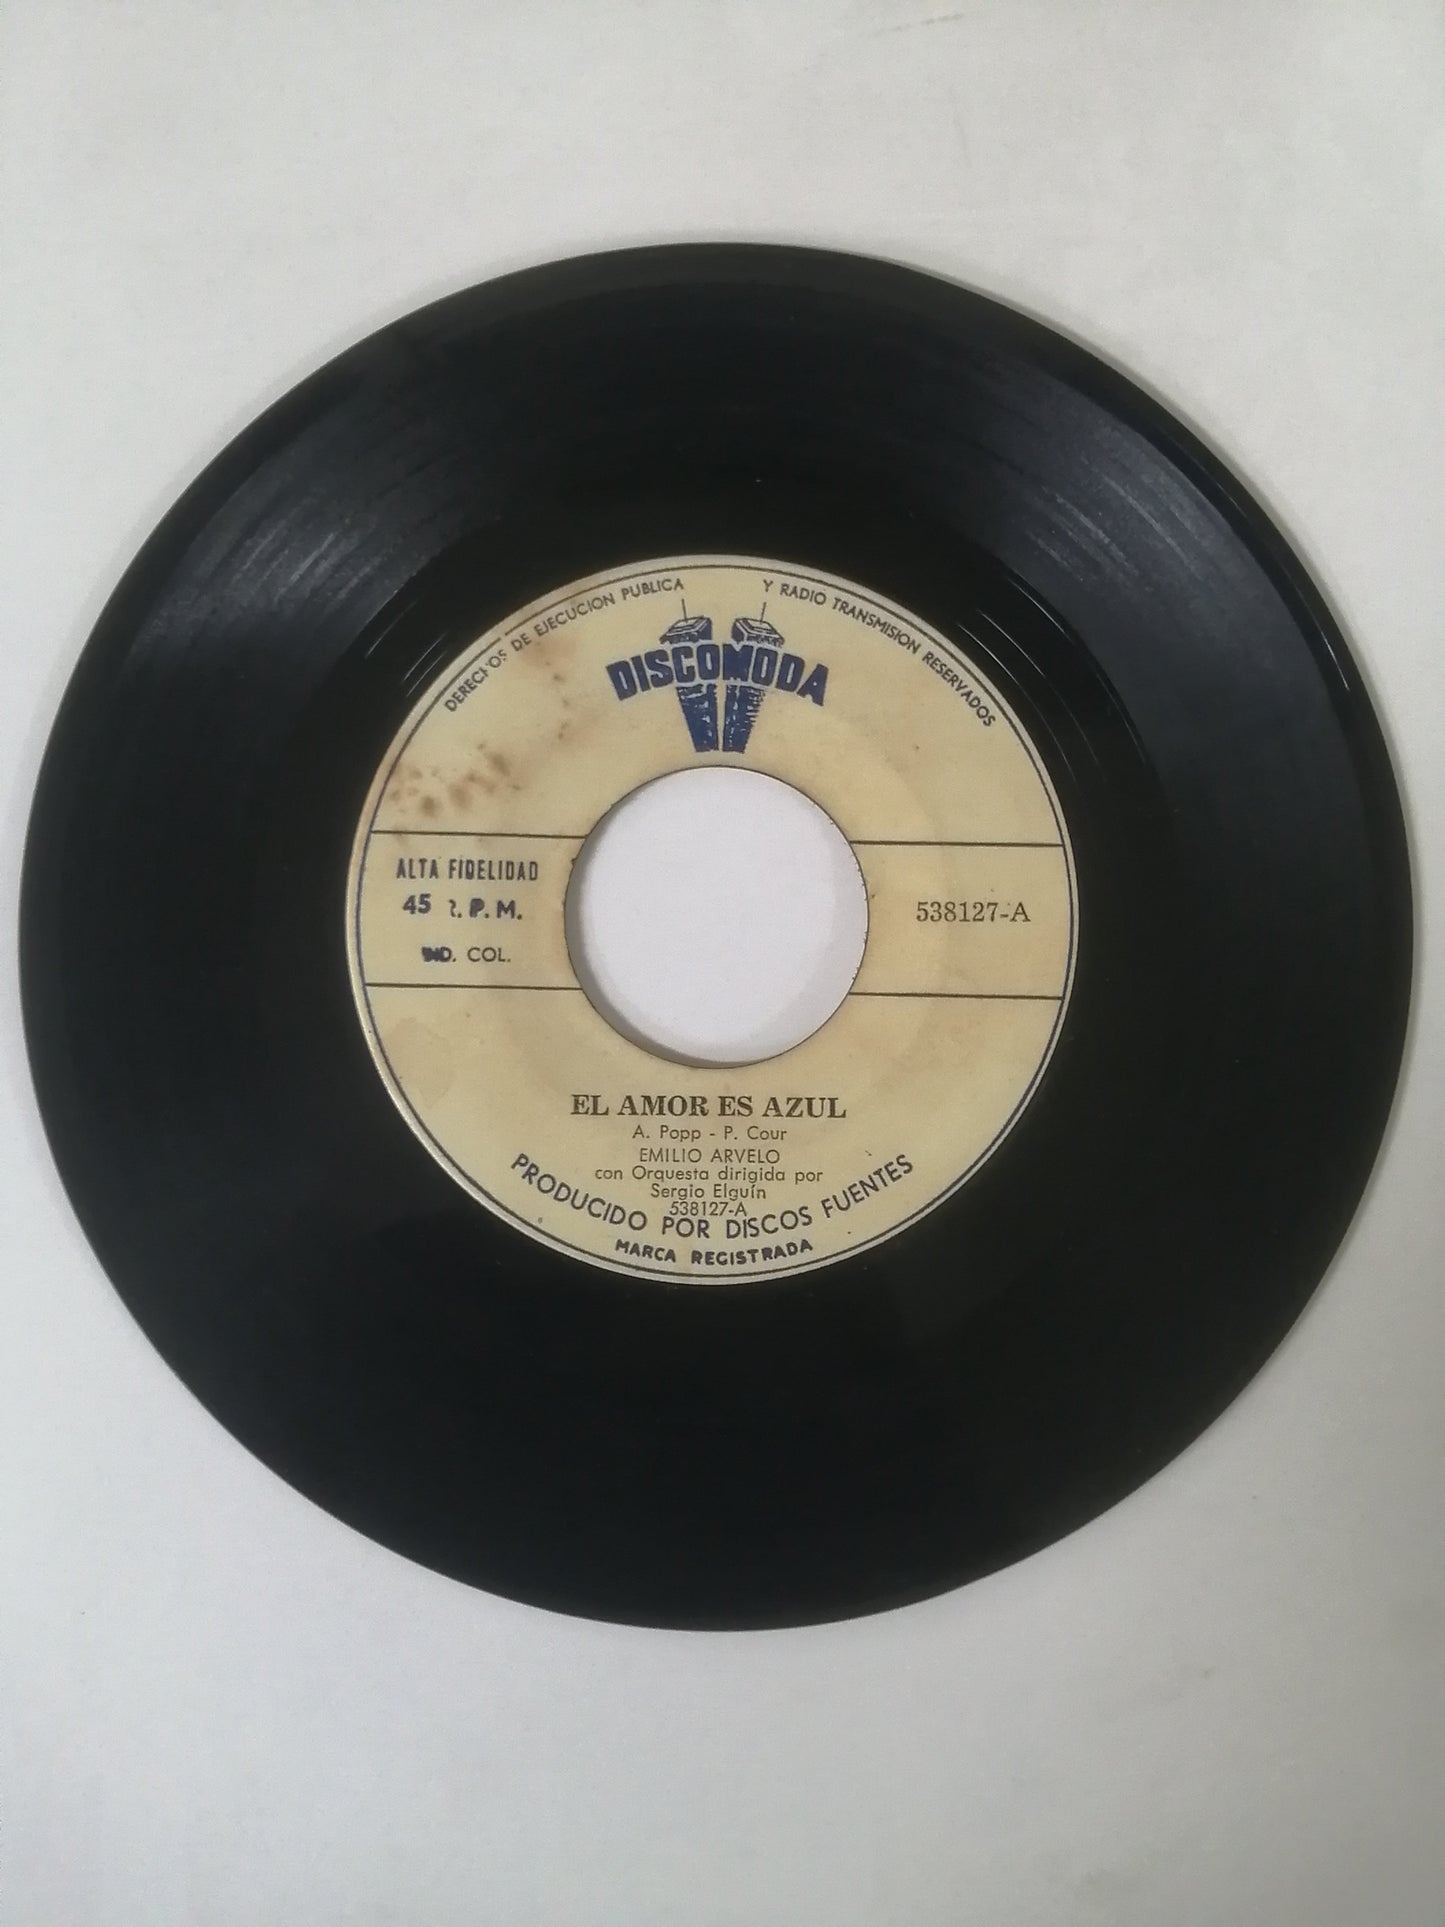 DERECHOS DE EJECUCION PUBLICA Y RADIO TRANSMISION RESERVADOS
DISCOMODA
ALTA FIDELIDAD
45 R.P.M.
IND. COL.
538127-A
EL AMOR ES AZUL
A. Popp - P. Cour
EMILIO ARVELO
con Orquesta dirigida por
Sergio Elguín
538127-A
PRODUCIDO POR DISCOS FUENTES
MARCA REGISTRADA